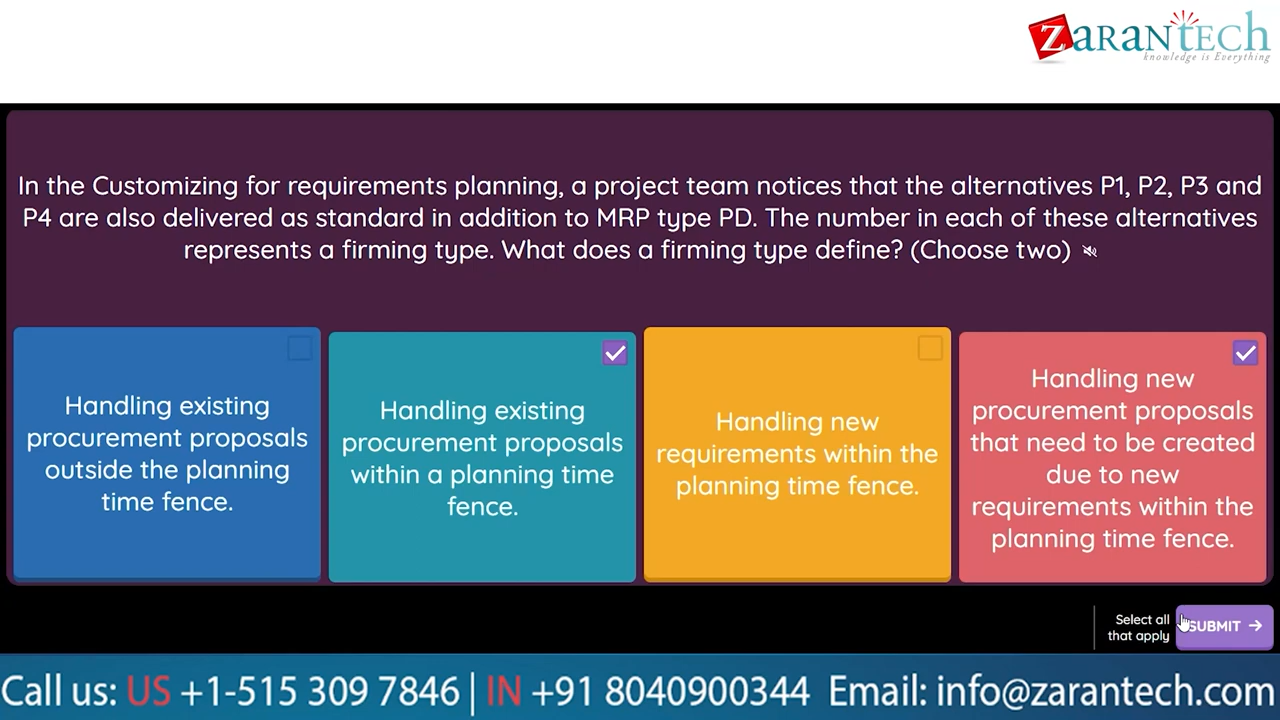 ZARANTECH
knowledge is Everything
In the Customizing for requirements planning, a project team notices that the alternatives P1, P2, P3 and
P4 are also delivered as standard in addition to MRP type PD. The number in each of these alternatives
represents a firming type. What does a firming type define? (Choose two)
Handling existing
procurement proposals
outside the planning
time fence.
Handling existing
procurement proposals
within a planning time
fence.
Handling new
requirements within the
planning time fence.
Handling new
procurement proposals
that need to be created
due to new
requirements within the
planning time fence.
Select all
that apply
SUBMIT
Call us: US +1-515 309 7846 | IN +91 8040900344 Email: info@zarantech.com